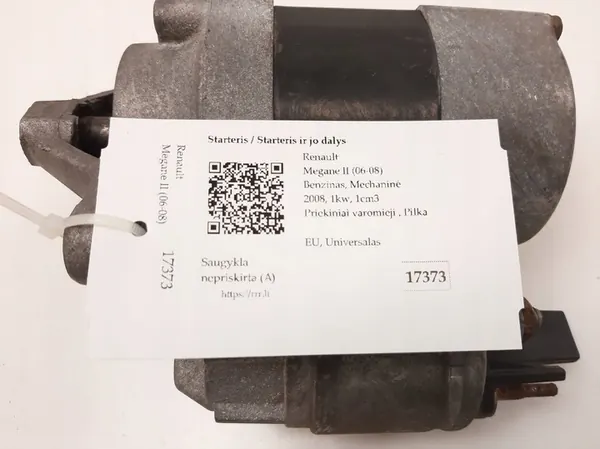 Starteris / Starteris ir jo dalys
Renault
Megane II (06-08)
Benzinas, Mechaninė
2008, 1kw, 1cm3
Priekiniai varomieji , Pilka
EU, Universalas
Saugykla
nepriskirta (A)
https://rrr.lt
17373
Renault
Megane II (06-08)
17373